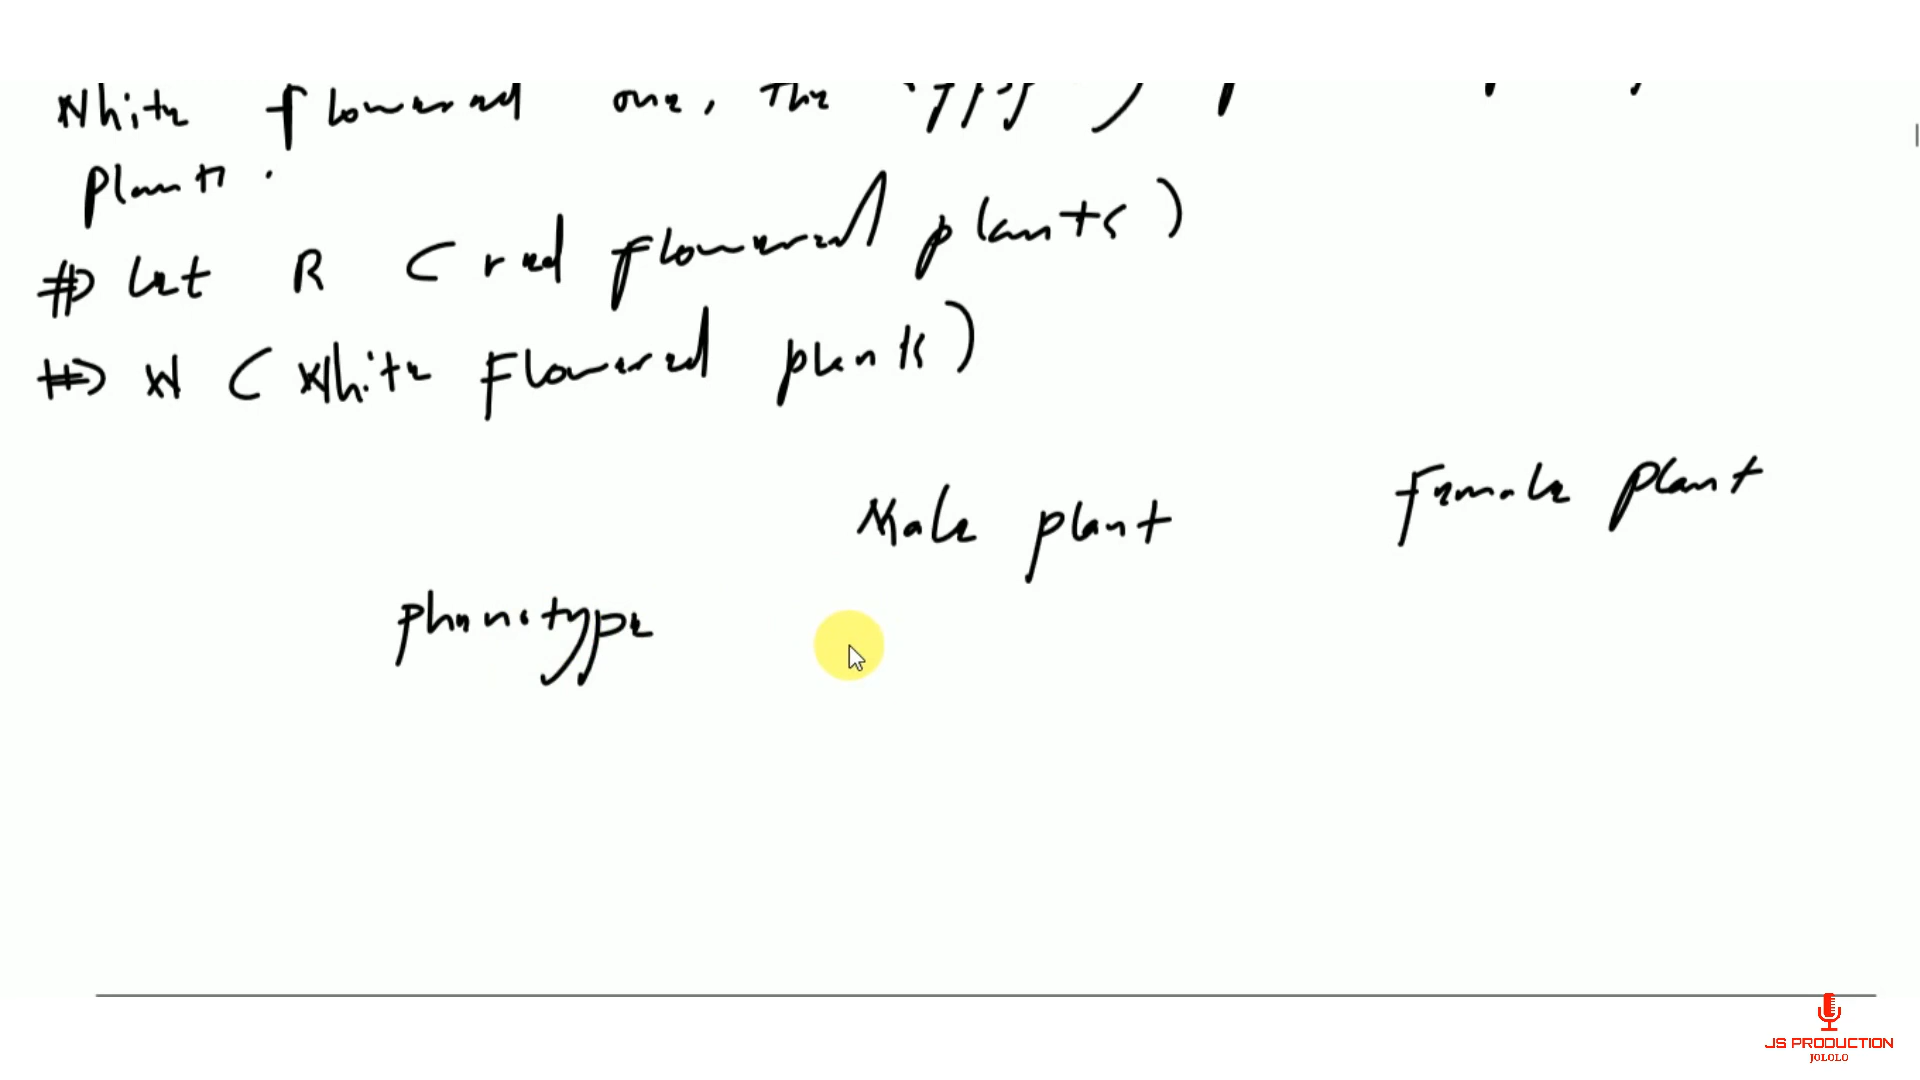 White flowered one, The
plants.
=> let R (red flowered plants)
=> W (White Flowered plants)
Male plant Female plant
phenotype
JS PRODUCTION
JOLOLO